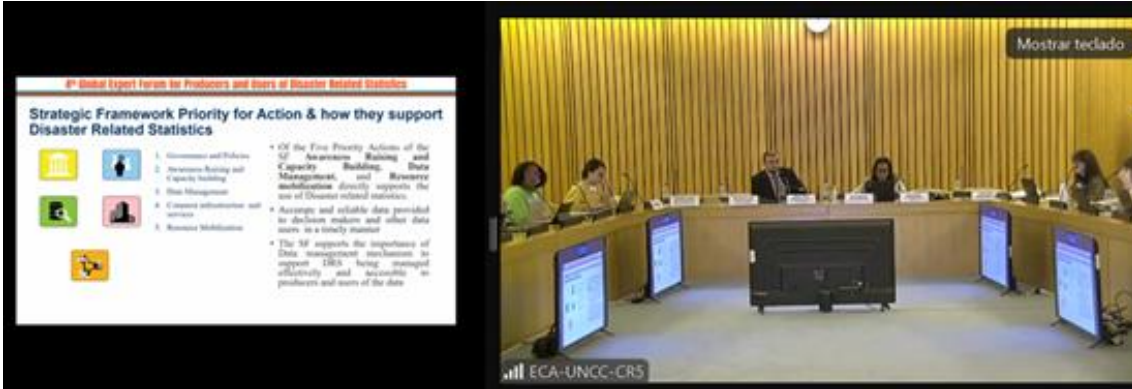 4th Global Expert Forum for Producers and Users of Disaster Related Statistics
Strategic Framework Priority for Action & how they support
Disaster Related Statistics
1. Governance and Policies
2. Awareness Raising and
Capacity building
3. Data Management
4. Common infrastructure and
services
5. Resource Mobilization
• Of the Five Priority Actions of the
SF Awareness Raising and
Capacity Building, Data
Management, and Resource
mobilization directly supports the
use of Disaster related statistics.
• Accurate and reliable data provided
to decision makers and other data
users in a timely manner
• The SF supports the importance of
Data management mechanism to
support DRS being managed
effectively and accessible to
producers and users of the data
Mostrar teclado
ECA-UNCC-CR5